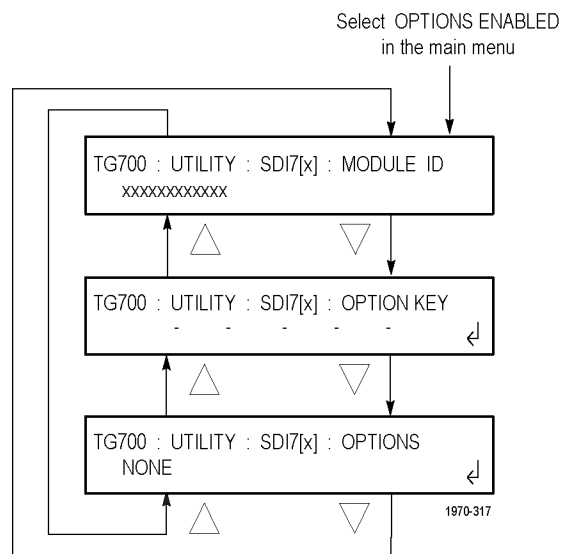 Select OPTIONS ENABLED
in the main menu
TG700 : UTILITY : SDI7[x] : MODULE ID
XXXXXXXXXXXX
TG700 : UTILITY : SDI7[x] : OPTION KEY
- - - - -
TG700 : UTILITY : SDI7[x] : OPTIONS
NONE
1970-317